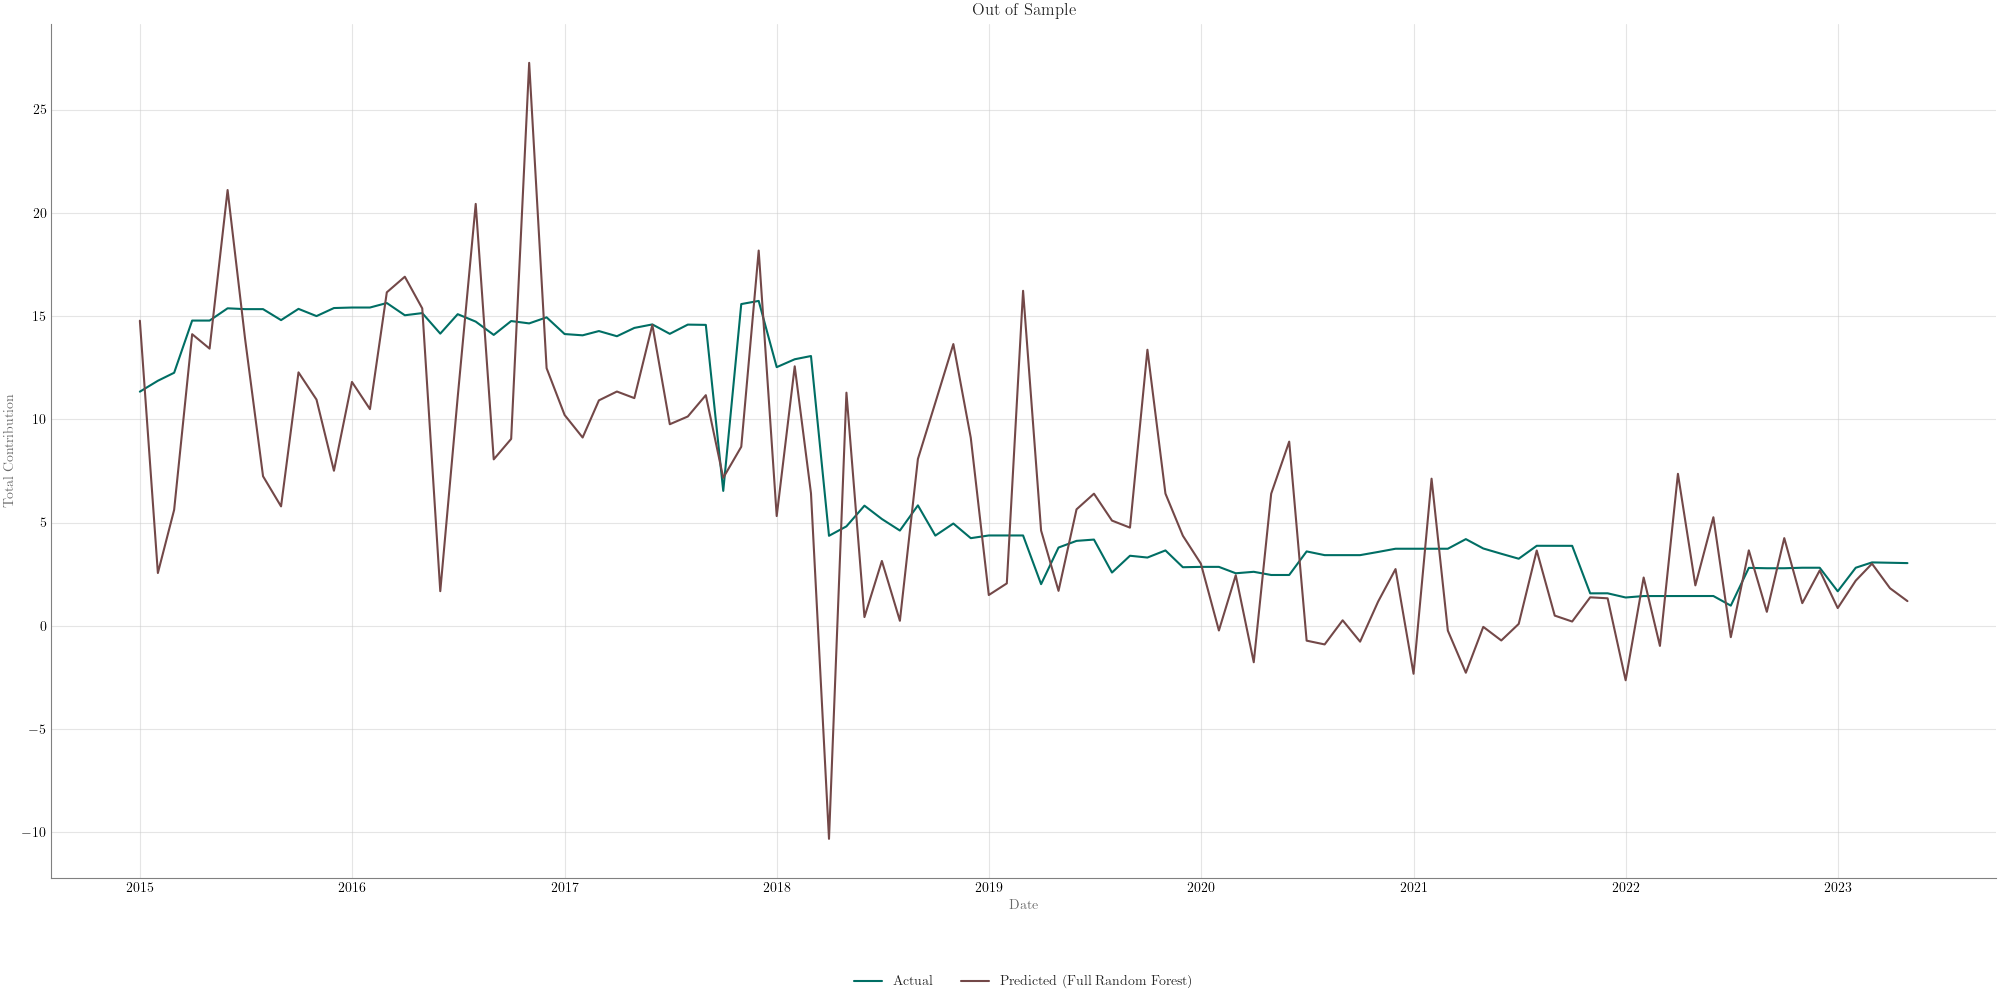 Out of Sample
Total Contribution
25
20
15
10
5
0
−5
−10
2015 2016 2017 2018 2019 2020 2021 2022 2023
Date
Actual Predicted (Full Random Forest)